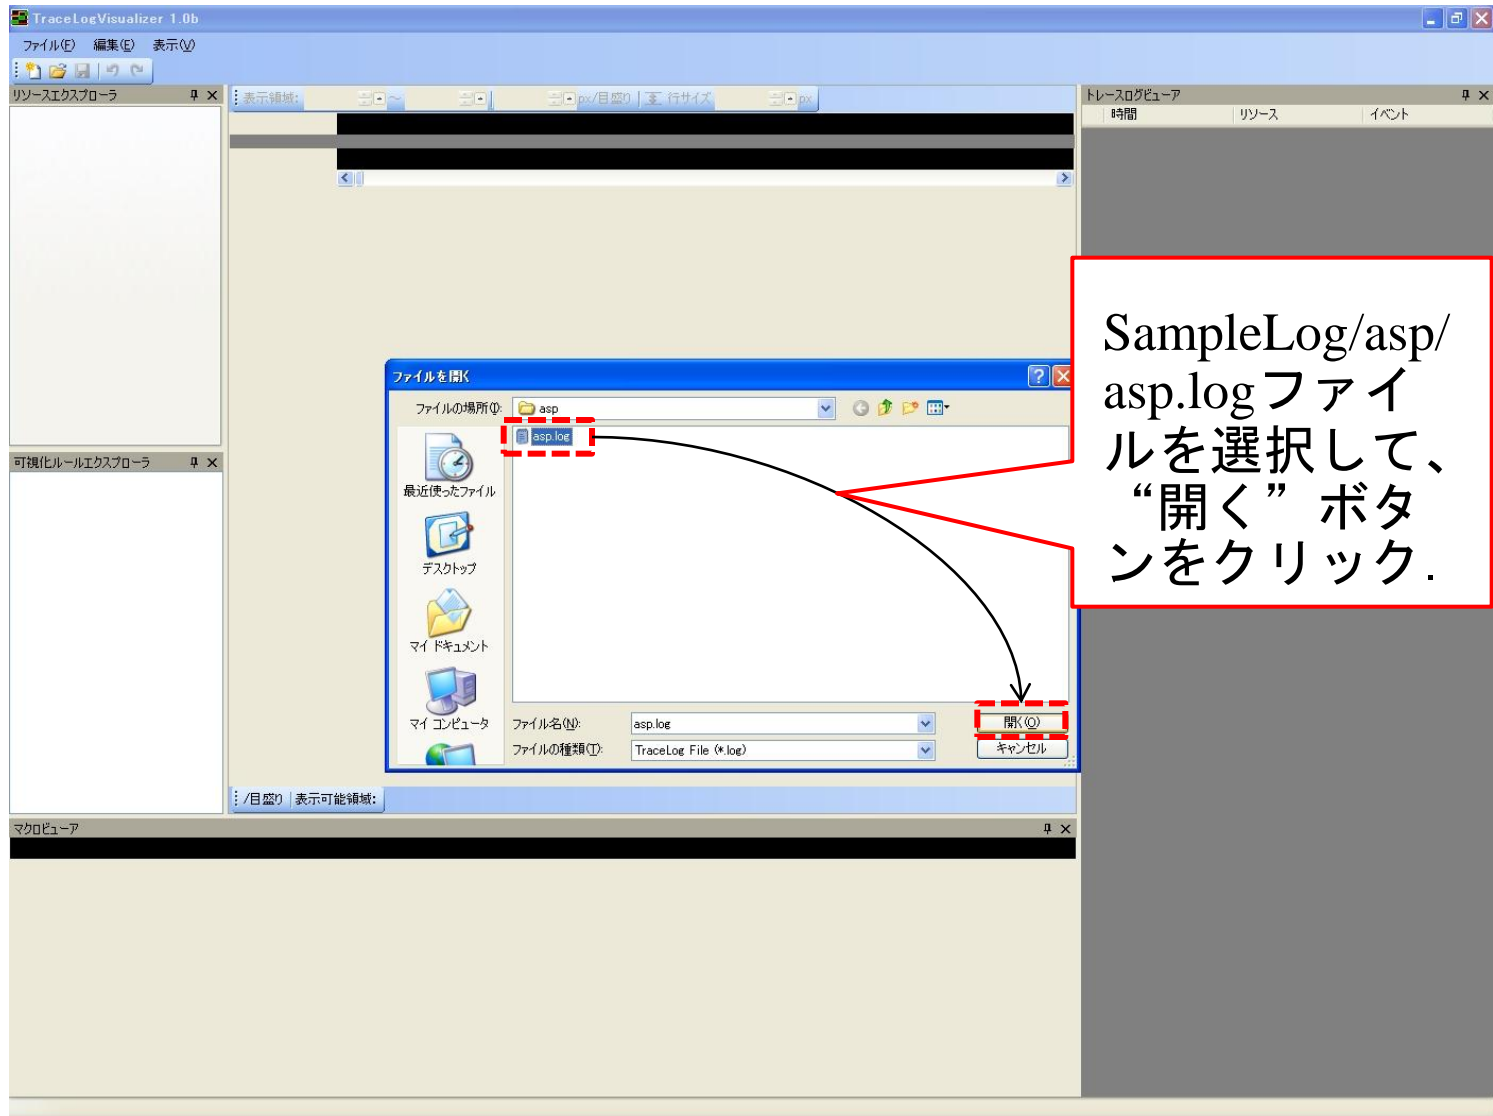 TraceLogVisualizer 1.0b
ファイル(F) 編集(E) 表示(V)
リソースエクスプローラ
表示領域: ～ px/目盛り 行サイズ px
トレースログビューア
時間 リソース イベント
SampleLog/asp/
asp.logファイ
ルを選択して、
“開く”ボタ
ンをクリック.
ファイルを開く
ファイルの場所(I): asp
asp.log
最近使ったファイル
デスクトップ
マイ ドキュメント
マイ コンピュータ
ファイル名(N): asp.log 開く(O)
ファイルの種類(T): TraceLog File (*.log) キャンセル
可視化ルールエクスプローラ
/目盛り 表示可能領域:
マクロビューア